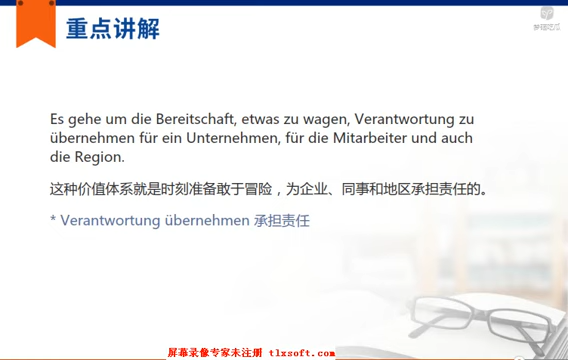 重点讲解
Es gehe um die Bereitschaft, etwas zu wagen, Verantwortung zu
übernehmen für ein Unternehmen, für die Mitarbeiter und auch
die Region.
这种价值体系就是时刻准备敢于冒险，为企业、同事和地区承担责任的。
* Verantwortung übernehmen 承担责任
屏幕录像专家未注册 tlxsoft.com